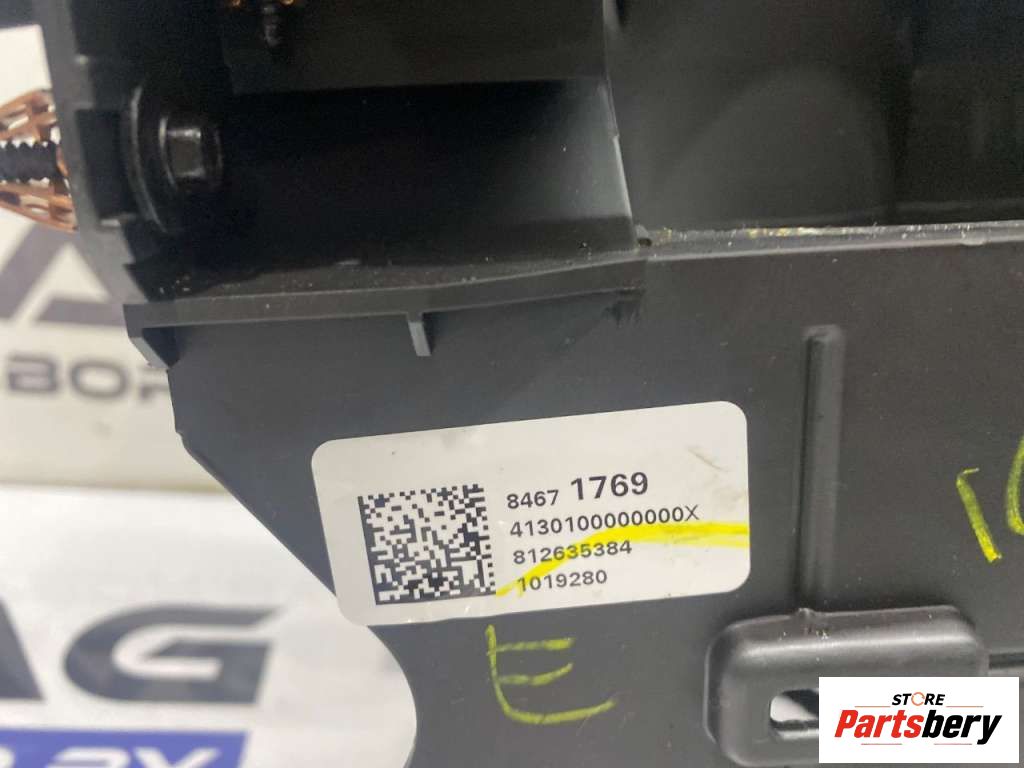 8467 1769
4130100000000X
812635384
1019280
E
STORE
Partsbery